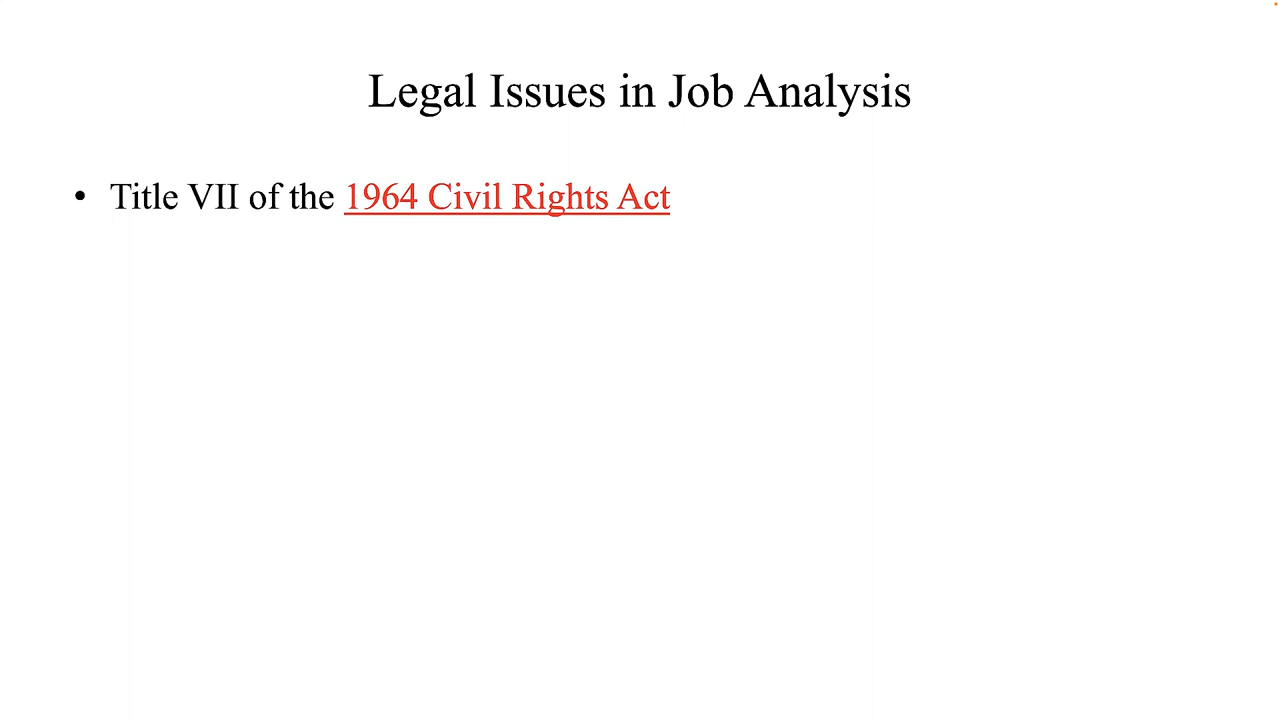 Legal Issues in Job Analysis
• Title VII of the 1964 Civil Rights Act